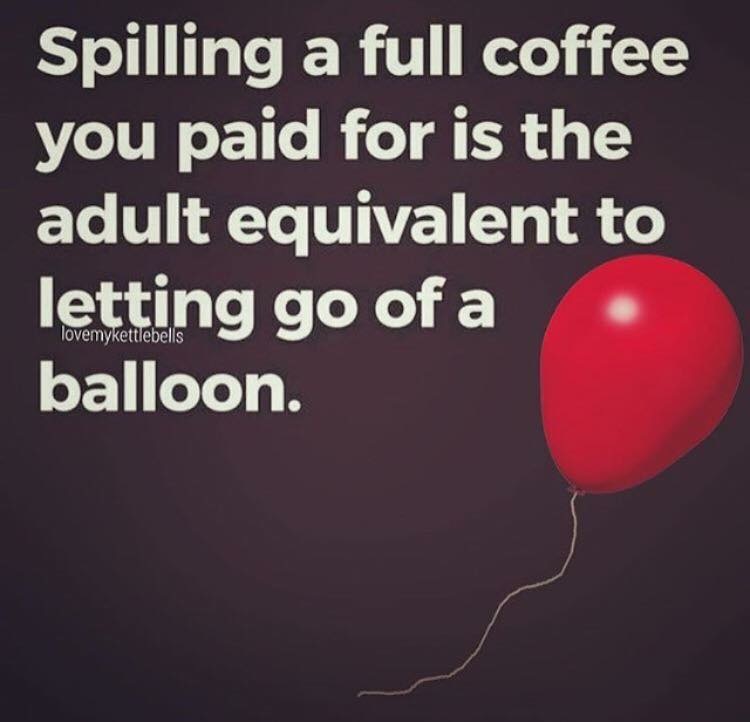 Spilling a full coffee
you paid for is the
adult equivalent to
letting go of a
lovemykettlebells
balloon.